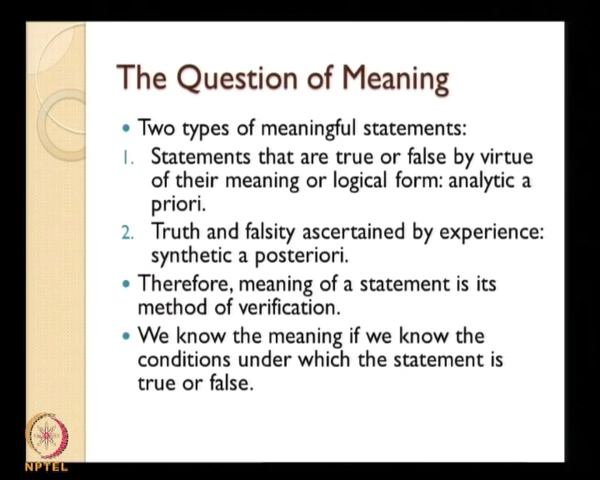 The Question of Meaning
• Two types of meaningful statements:
1. Statements that are true or false by virtue
of their meaning or logical form: analytic a
priori.
2. Truth and falsity ascertained by experience:
synthetic a posteriori.
• Therefore, meaning of a statement is its
method of verification.
• We know the meaning if we know the
conditions under which the statement is
true or false.
NPTEL